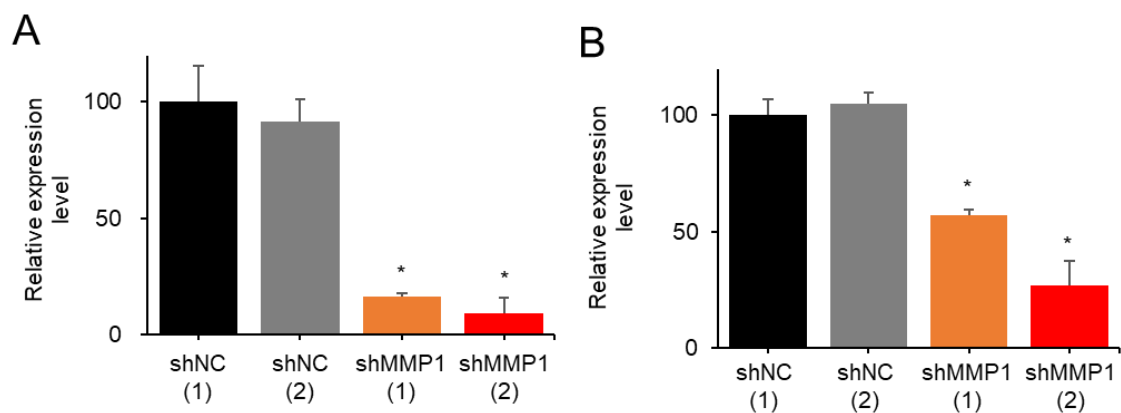 A
Relative expression
level
100
50
0
*
*
shNC
(1)
shNC
(2)
shMMP1
(1)
shMMP1
(2)
B
Relative expression
level
100
50
0
*
*
shNC
(1)
shNC
(2)
shMMP1
(1)
shMMP1
(2)